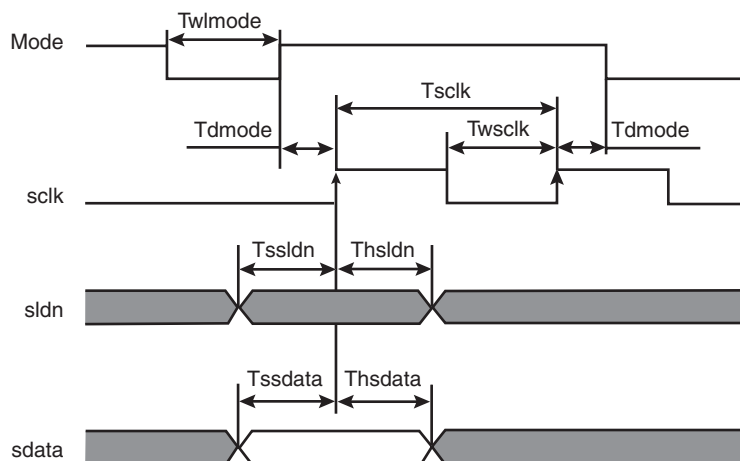 Twlmode
Mode
Tsclk
Tdmode
Twsclk
Tdmode
sclk
Tssldn
Thsldn
sldn
Tssdata
Thsdata
sdata